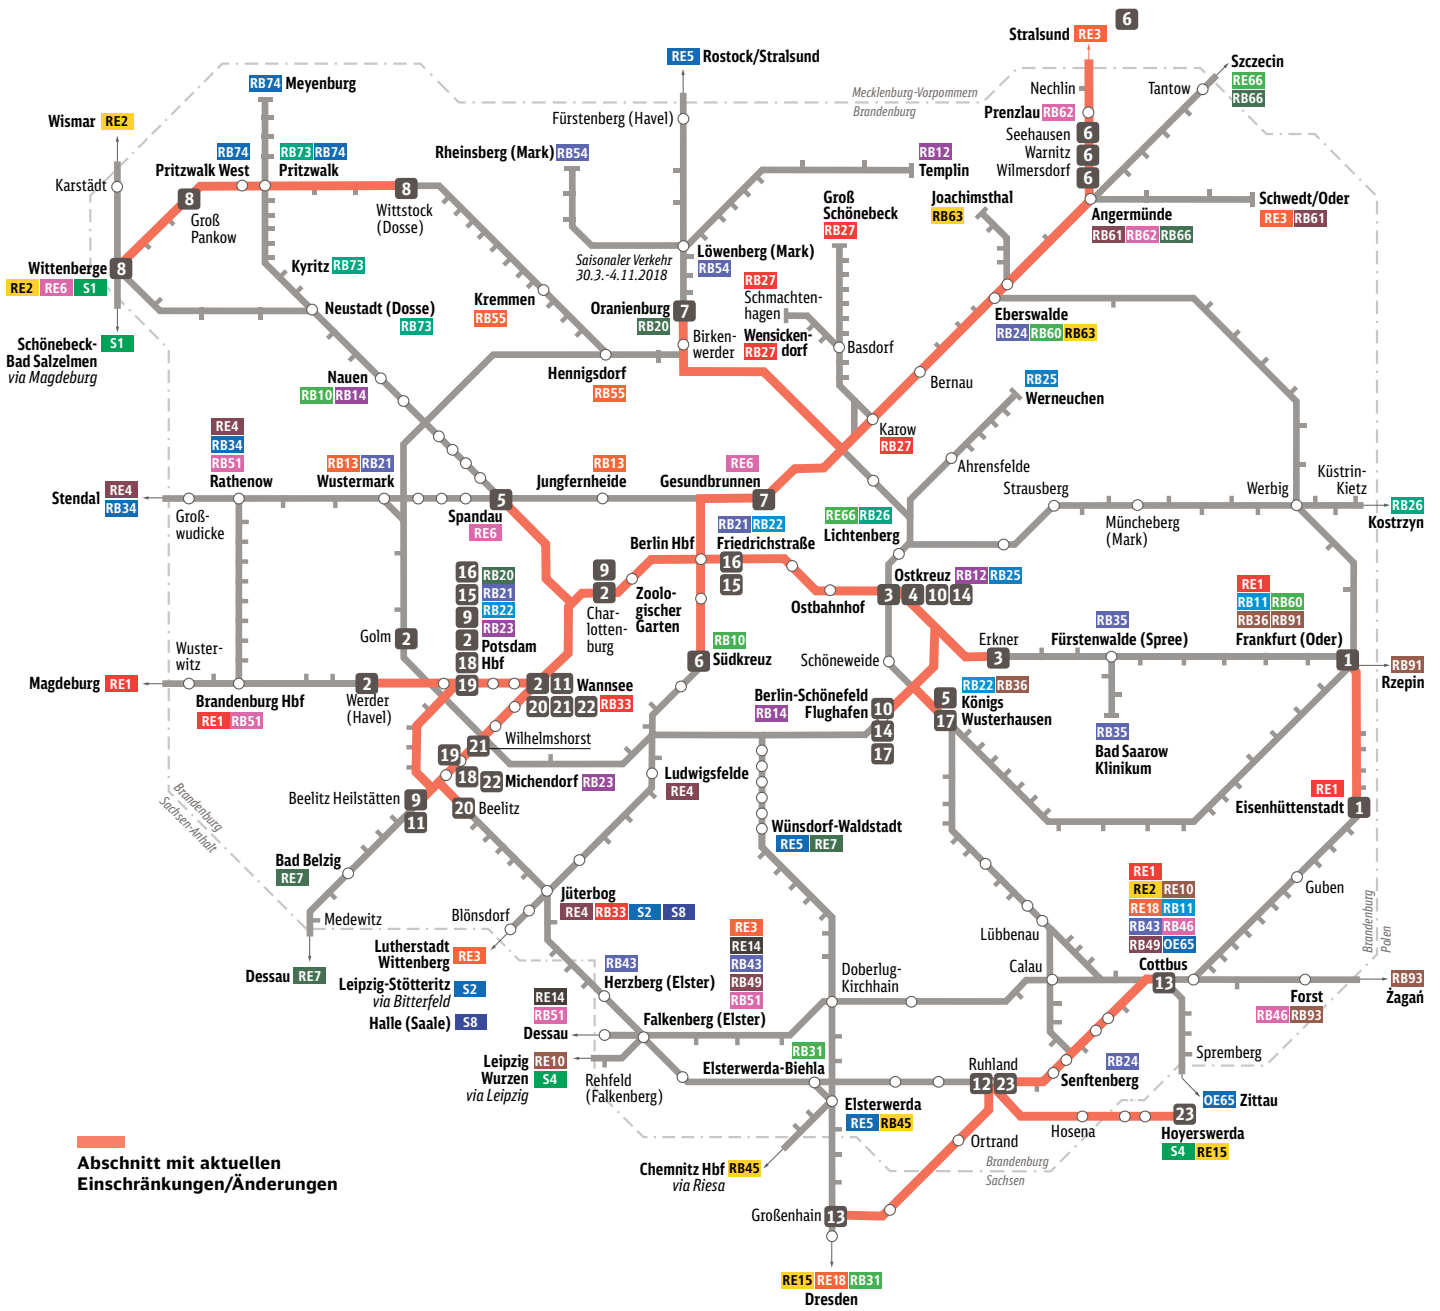 6
Stralsund RE3
RE5 Rostock/Stralsund
Szczecin
RE66
RB66
Nechlin
Tantow
Mecklenburg-Vorpommern
Brandenburg
RB74 Meyenburg
Fürstenberg (Havel)
Prenzlau RB62
Seehausen 6
Warnitz 6
Wilmersdorf 6
Wismar RE2
RB74
Pritzwalk West
RB73 RB74
Pritzwalk
Rheinsberg (Mark) RB54
RB12
Templin
Karstädt
8
Groß
Pankow
8
Wittstock
(Dosse)
Groß
Schönebeck
RB27
Joachimsthal
RB63
Angermünde
RB61 RB62 RB66
Schwedt/Oder
RE3 RB61
Wittenberge 8
RE2 RE6 S1
Kyritz RB73
Saisonaler Verkehr
30.3.-4.11.2018
Löwenberg (Mark)
RB54
RB27
Schmachten-
hagen
Neustadt (Dosse)
RB73
Kremmen
RB55
Oranienburg 7
RB20
Birken-
werder
Wensicken-
RB27 dorf
Basdorf
Eberswalde
RB24 RB60 RB63
Schönebeck- S1
Bad Salzelmen
via Magdeburg
Nauen
RB10 RB14
Hennigsdorf
RB55
Bernau
RB25
Werneuchen
Karow
RB27
RE4
RB34
RB51
Rathenow
RB13 RB21
Wustermark
RB13
Jungfernheide
RE6
Gesundbrunnen 7
Ahrensfelde
Strausberg
Werbig
Küstrin-
Kietz
Stendal RE4
RB34
Groß-
wudicke
5
Spandau
RE6
RE66 RB26
Lichtenberg
Müncheberg
(Mark)
RB26
Kostrzyn
Berlin Hbf
RB21 RB22
Friedrichstraße
16
15
9
2
Char-
lottenburg-
burg
Zoolo-
gischer
Garten
Ostbahnhof
3
Ostkreuz RB12 RB25
4 10 14
16 RB20
15 RB21
9 RB22
2 RB23
Potsdam
18 Hbf
19
Golm 2
RB10
6 Südkreuz
Schöneweide
Erkner
3
RB35
Fürstenwalde (Spree)
RE1
RB11 RB60
RB36 RB91
Frankfurt (Oder)
1
RB91
Rzepin
Wuster-
witz
Magdeburg RE1
Brandenburg Hbf
RE1 RB51
2
Werder
(Havel)
2 11 Wannsee
20 21 22 RB33
Berlin-Schönefeld
Flughafen 10
RB14 14
17
5
17
RB22 RB36
Königs
Wusterhausen
RB35
Bad Saarow
Klinikum
Wilhelmshorst
21
19
18
22 Michendorf RB23
Ludwigsfelde
RE4
Beelitz Heilstätten 9
11
20 Beelitz
RE1
Eisenhüttenstadt 1
Brandenburg
Sachsen-Anhalt
Wünsdorf-Waldstadt
RE5 RE7
Bad Belzig
RE7
Medewitz
Dessau RE7
Jüterbog
RE4 RB33 S2 S8
Blönsdorf
Lutherstadt
Wittenberg RE3
Leipzig-Stötteritz S2
via Bitterfeld
Halle (Saale) S8
RB43
Herzberg (Elster)
RE3
RE14
RB43
RB49
RB51
Falkenberg (Elster)
Doberlug-
Kirchhain
Lübbenau
Calau
RE1
RE2 RE10
RE18 RB11
RB43 RB46
RB49 OE65
Cottbus
13
Guben
Brandenburg
Polen
Forst
RB46 RB93
RB93
Żagań
RE14
RB51
Dessau
Leipzig RE10
Wurzen S4
via Leipzig
Rehfeld
(Falkenberg)
RB31
Elsterwerda-Biehla
Ruhland
12 23
RB24
Senftenberg
Spremberg
OE65 Zittau
Elsterwerda
RE5 RB45
Ortrand
Hosena
23
Hoyerswerda
S4 RE15
Brandenburg
Sachsen
Chemnitz Hbf RB45
via Riesa
Großenhain 13
RE15 RE18 RB31
Dresden
Abschnitt mit aktuellen
Einschränkungen/Änderungen